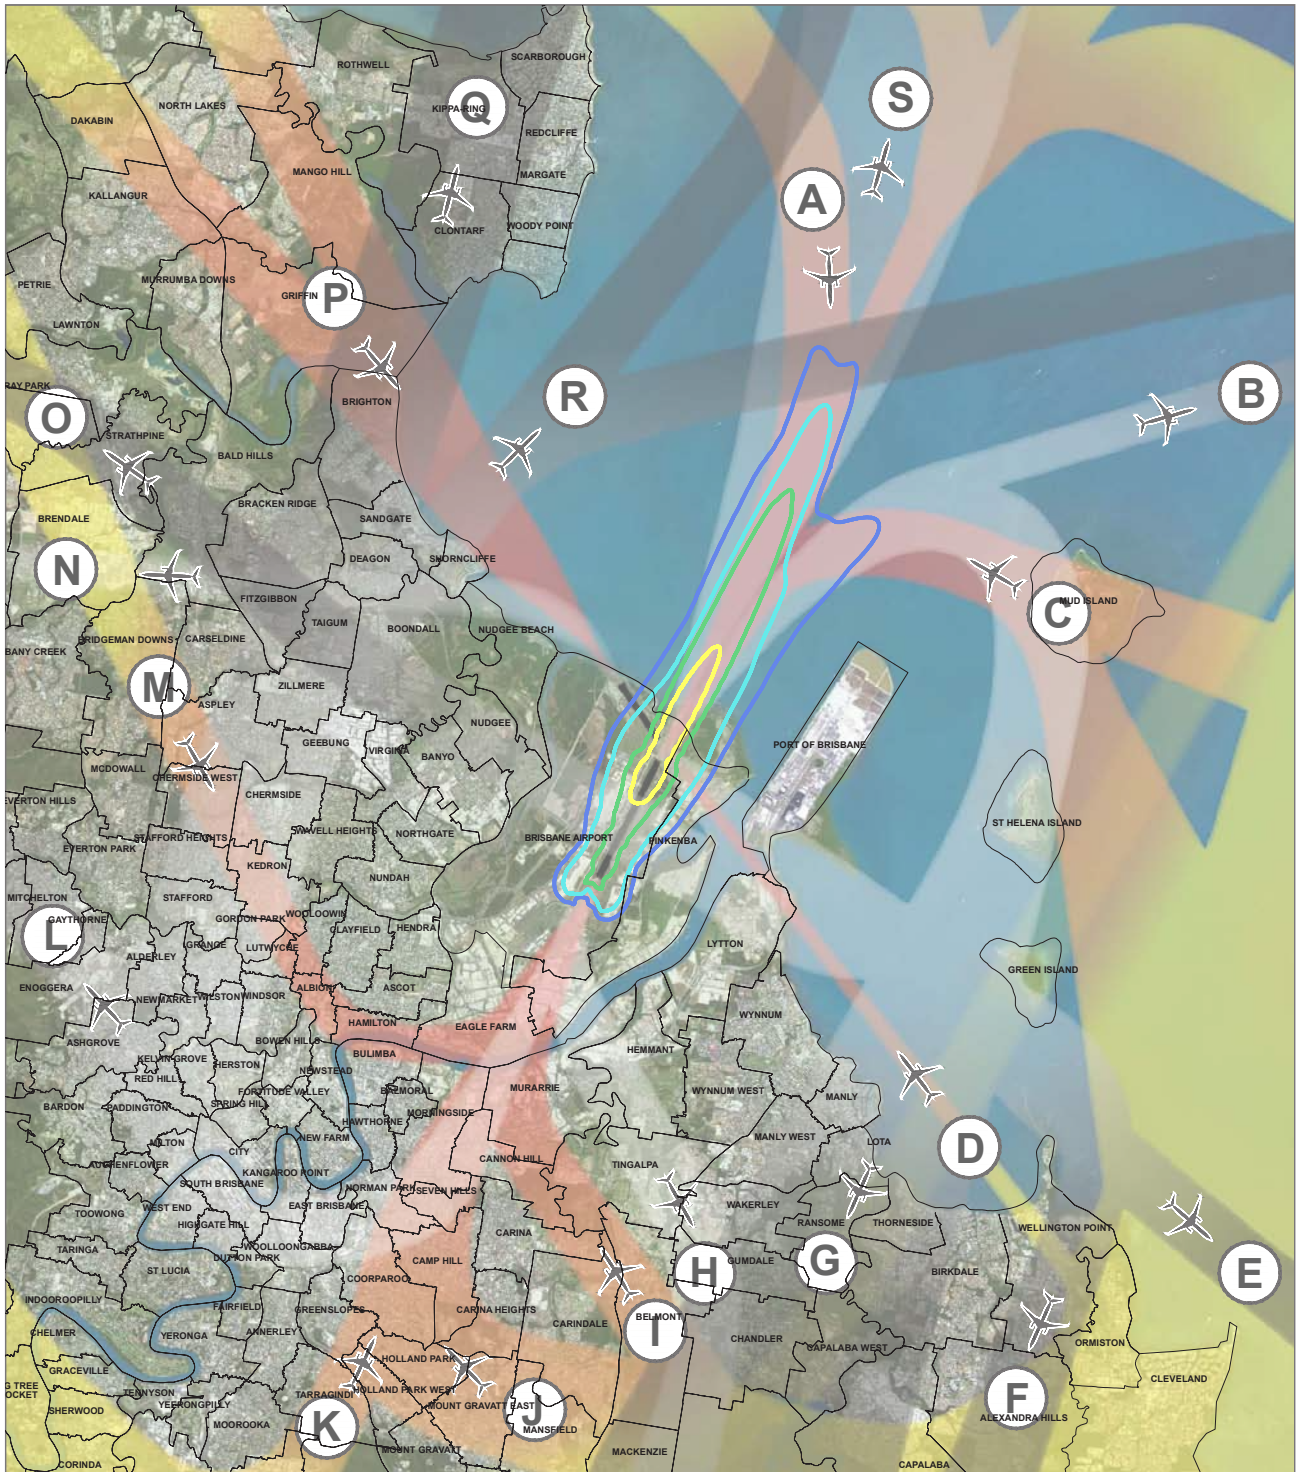 SCARBOROUGH
ROTHWELL
S
Q
KIPPA-RING
NORTH LAKES
DAKABIN
REDCLIFFE
MANGO HILL
MARGATE
KALLANGUR
A
CLONTARF
WOODY POINT
MURRUMBA DOWNS
PETRIE
GRIFFIN
P
LAWNTON
RAY PARK
B
R
BRIGHTON
O
STRATHPINE
BALD HILLS
BRACKEN RIDGE
BRENDALE
SANDGATE
DEAGON
SHORNCLIFFE
N
FITZGIBBON
MUD ISLAND
C
TAIGUM
BOONDALL
NUDGEE BEACH
BRIDGEMAN DOWNS
CARSELDINE
BANY CREEK
M
ZILLMERE
ASPLEY
NUDGEE
GEEBUNG
VIRGINIA
BANYO
PORT OF BRISBANE
MCDOWALL
CHERMSIDE WEST
CHERMSIDE
EVERTON HILLS
ST HELENA ISLAND
STAFFORD HEIGHTS
WAVELL HEIGHTS
NORTHGATE
BRISBANE AIRPORT
PINKENBA
EVERTON PARK
KEDRON
NUNDAH
MITCHELTON
STAFFORD
GAYTHORNE
GORDON PARK
WOOLOOWIN
L
CLAYFIELD
HENDRA
GRANGE
LUTWYCHE
LYTTON
ALDERLEY
GREEN ISLAND
ENOGGERA
ALBION
ASCOT
NEWMARKET
WILSTON
WINDSOR
WYNNUM
HAMILTON
EAGLE FARM
ASHGROVE
BOWEN HILLS
HEMMANT
BULIMBA
KELVIN GROVE
HERSTON
NEWSTEAD
RED HILL
MURARRIE
WYNNUM WEST
FORTITUDE VALLEY
BALMORAL
MANLY
BARDON
PADDINGTON
SPRING HILL
MORNINGSIDE
HAWTHORNE
NEW FARM
MANLY WEST
MILTON
LOTA
D
CITY
CANNON HILL
TINGALPA
AUCHENFLOWER
KANGAROO POINT
SOUTH BRISBANE
NORMAN PARK
SEVEN HILLS
WEST END
EAST BRISBANE
WAKERLEY
TOOWONG
HIGHGATE HILL
RANSOME
THORNESIDE
WELLINGTON POINT
CARINA
TARINGA
WOOLLOONGABBA
DUTTON PARK
CAMP HILL
H
GUMDALE
G
ST LUCIA
COORPAROO
BIRKDALE
E
INDOOROOPILLY
FAIRFIELD
GREENSLOPES
CARINA HEIGHTS
BELMONT
CARINDALE
I
CHELMER
YERONGA
ANNERLEY
CHANDLER
CAPALABA WEST
ORMISTON
GRACEVILLE
HOLLAND PARK
CLEVELAND
G TREE
OCKET
TENNYSON
TARRAGINDI
HOLLAND PARK WEST
F
SHERWOOD
YEERONGPILLY
MOUNT GRAVATT EAST
J
ALEXANDRA HILLS
MOOROOKA
K
MANSFIELD
MOUNT GRAVATT
MACKENZIE
CORINDA
CAPALABA